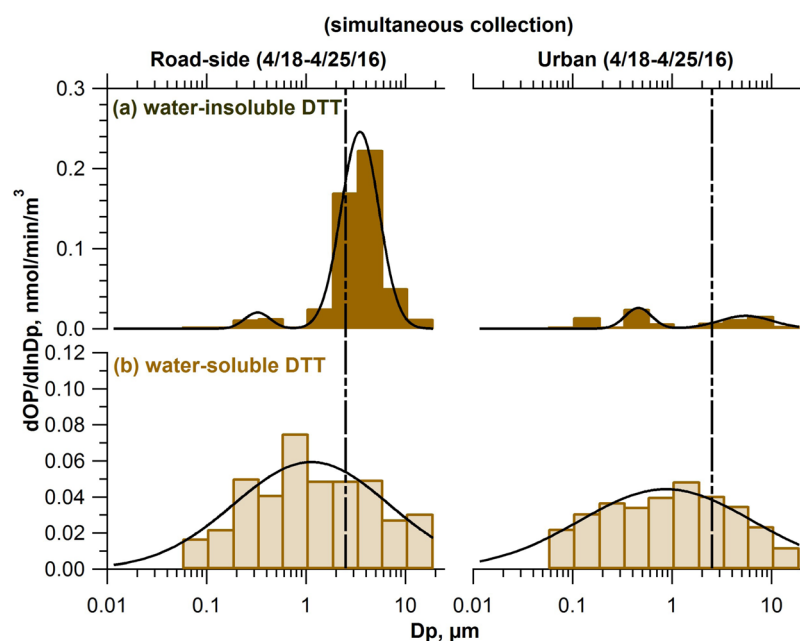 (simultaneous collection)
Road-side (4/18-4/25/16)
Urban (4/18-4/25/16)
0.3
0.2
0.1
0.0
(a) water-insoluble DTT
dOP/dlnDp, nmol/min/m³
0.12
0.10
0.08
0.06
0.04
0.02
0.00
(b) water-soluble DTT
0.01 0.1 1 10 0.01 0.1 1 10
Dp, µm